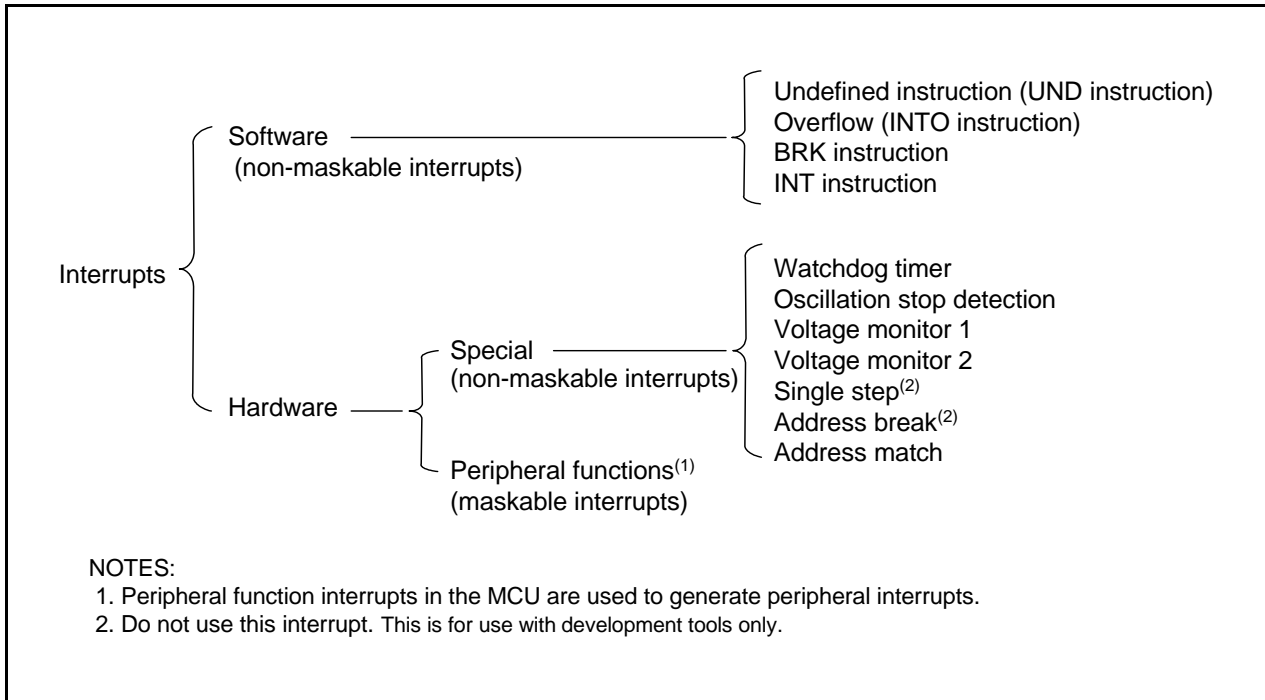 Interrupts
Software
(non-maskable interrupts)
Undefined instruction (UND instruction)
Overflow (INTO instruction)
BRK instruction
INT instruction
Hardware
Special
(non-maskable interrupts)
Watchdog timer
Oscillation stop detection
Voltage monitor 1
Voltage monitor 2
Single step(2)
Address break(2)
Address match
Peripheral functions(1)
(maskable interrupts)
NOTES:
1. Peripheral function interrupts in the MCU are used to generate peripheral interrupts.
2. Do not use this interrupt. This is for use with development tools only.